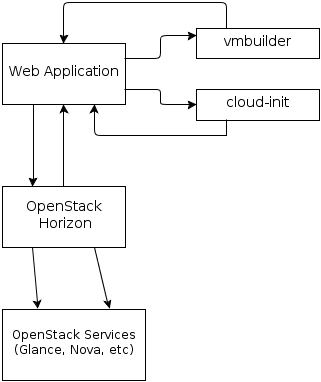 vmbuilder
Web Application
cloud-init
OpenStack
Horizon
OpenStack Services
(Glance, Nova, etc)